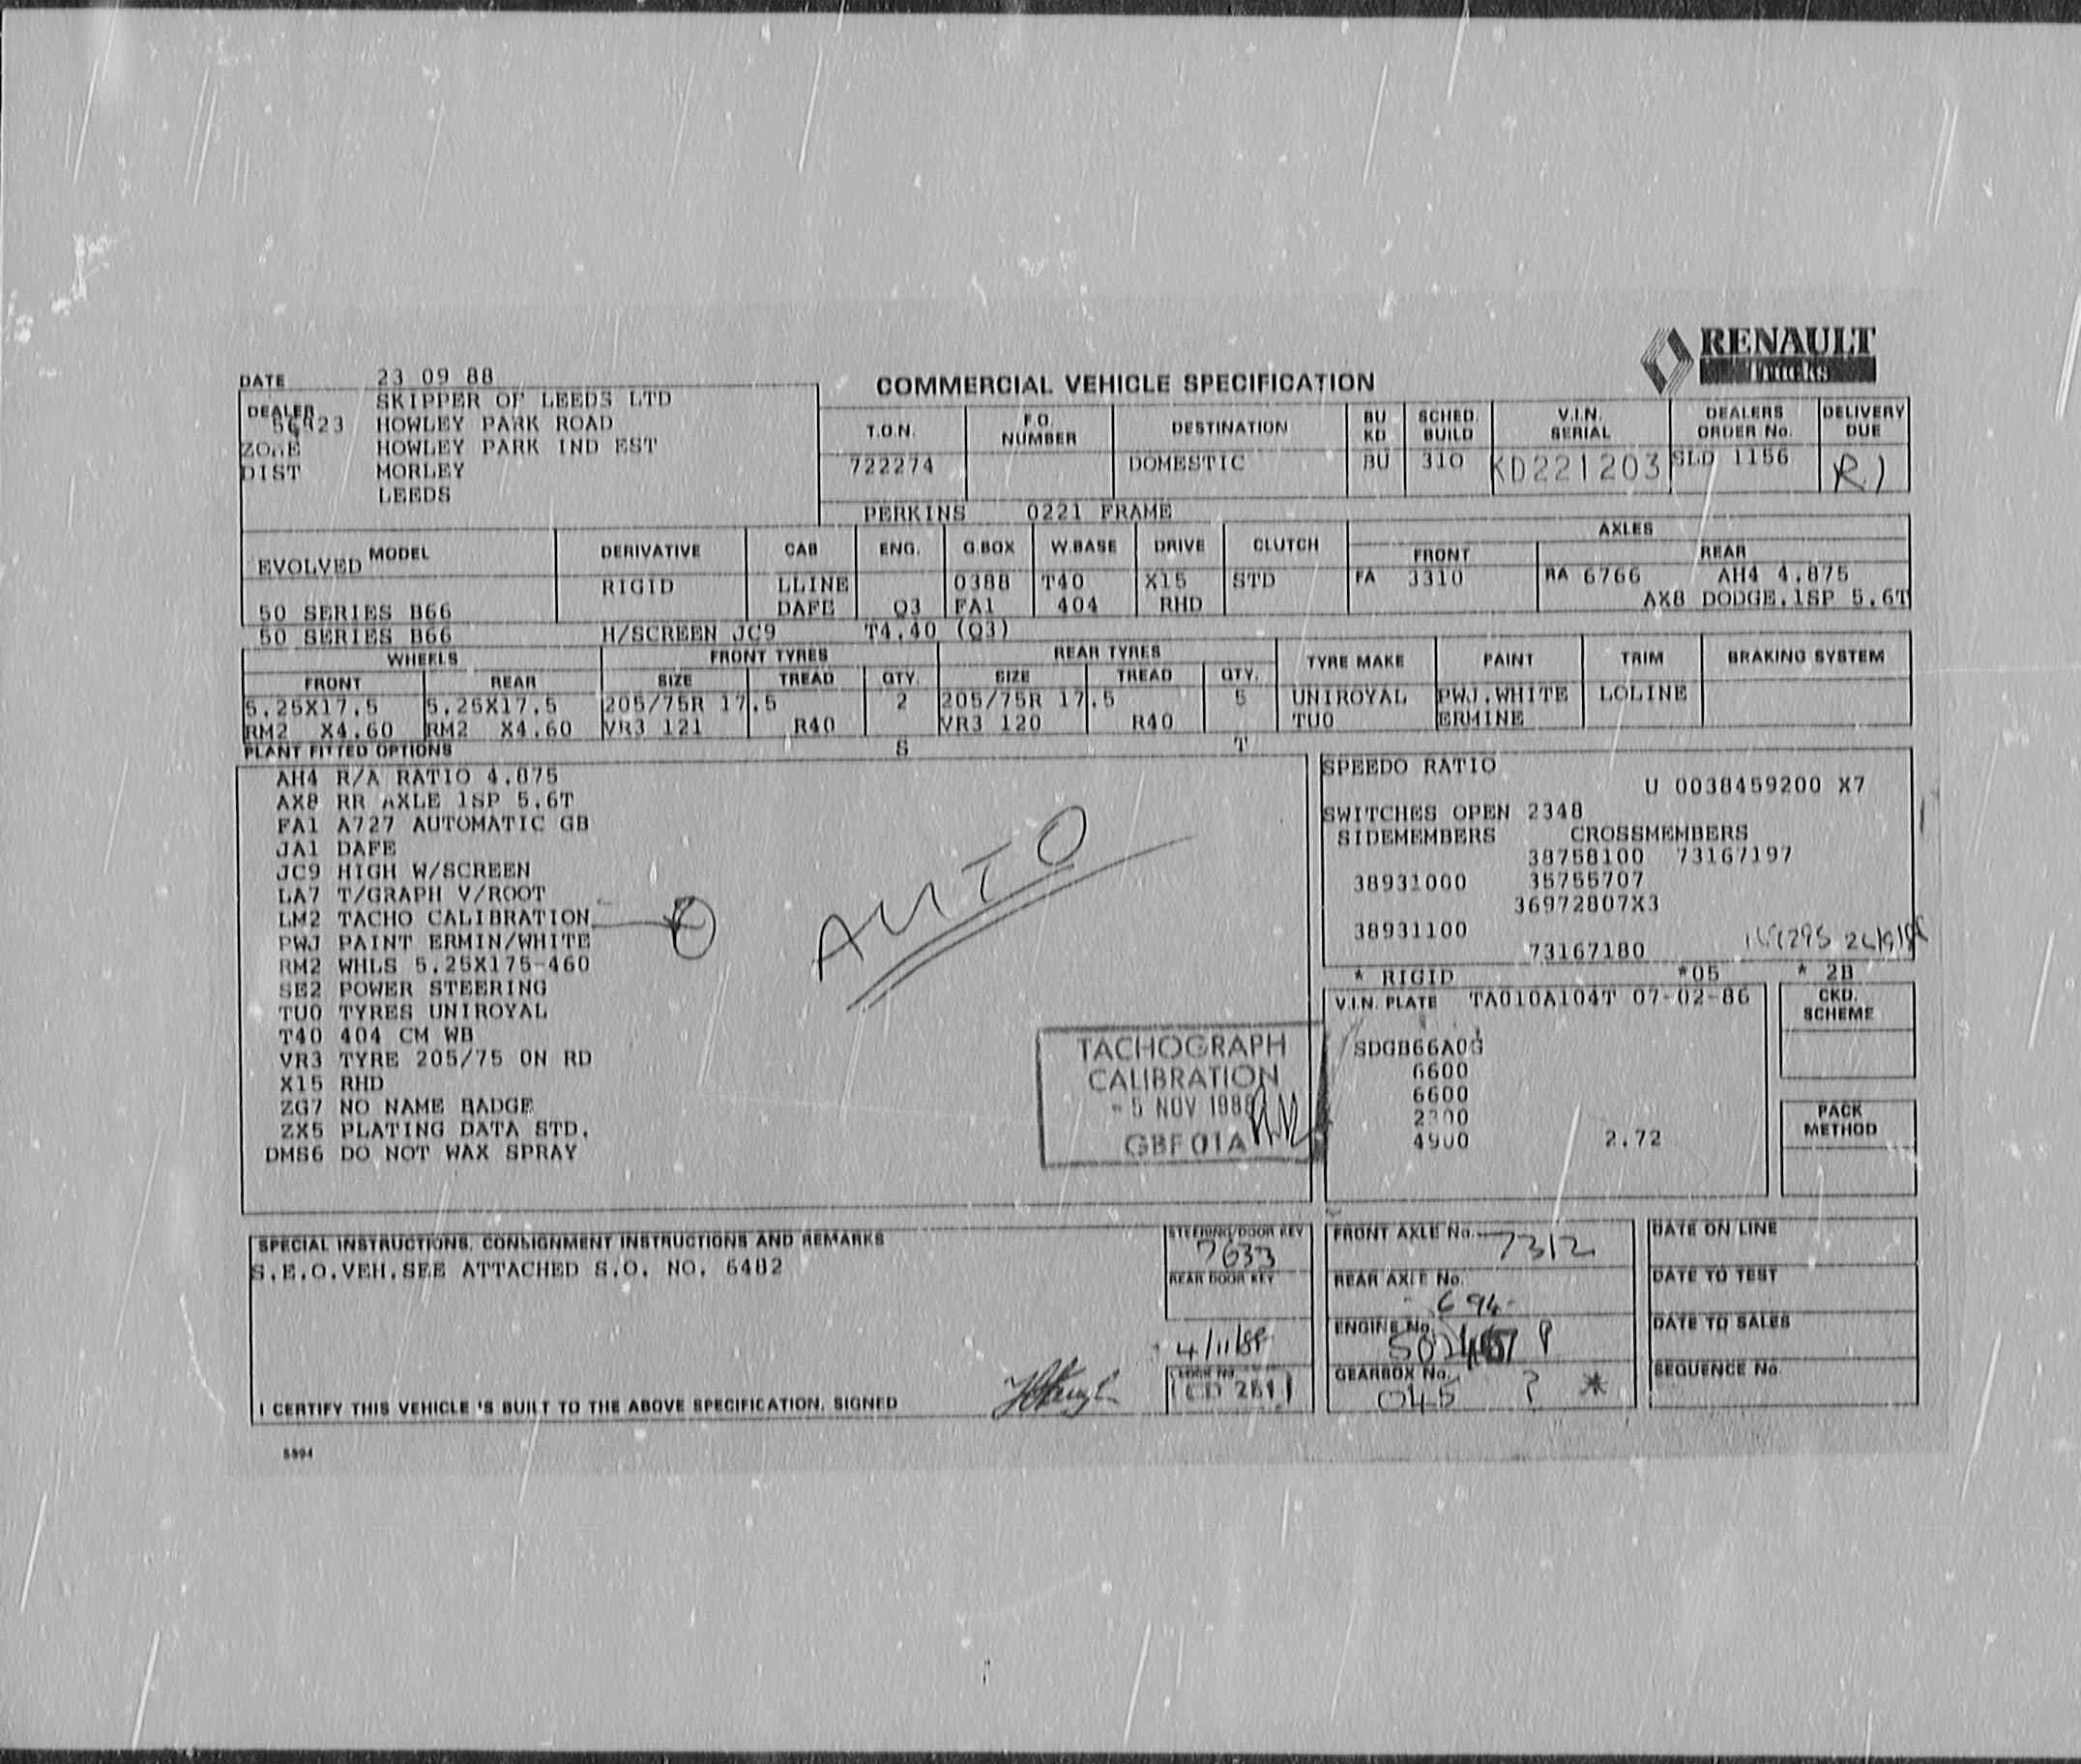 RENAULT
Trucks
DATE 23 09 88
COMMERCIAL VEHICLE SPECIFICATION
SKIPPER OF LEEDS LTD
DEALER HOWLEY PARK ROAD
ZONE HOWLEY PARK IND EST
DIST MORLEY
LEEDS
T.O.N. F.O. NUMBER DESTINATION BU KD SCHED. BUILD V.I.N. SERIAL DEALERS ORDER No. DELIVERY DUE
722274 DOMESTIC BU 310 KD221203 SLD 1156 R1
PERKINS 0221 FRAME
MODEL DERIVATIVE CAB ENG. G.BOX W.BASE DRIVE CLUTCH AXLES
FRONT REAR
EVOLVED
RIGID LLINE 0388 T40 X15 STD FA 3310 RA 6766 AH4 4.875
50 SERIES B66 DAFE Q3 FA1 404 RHD AX8 DODGE.1SP 5.6T
50 SERIES B66 H/SCREEN JC9 T4.40 (Q3)
WHEELS FRONT TYRES REAR TYRES TYRE MAKE PAINT TRIM BRAKING SYSTEM
FRONT REAR SIZE TREAD QTY. SIZE TREAD QTY.
5.25X17.5 5.25X17.5 205/75R 17.5 2 205/75R 17.5 5 UNIROYAL PWJ.WHITE LOLINE
RM2 X4.60 RM2 X4.60 VR3 121 R40 VR3 120 R40 TU0 ERMINE
PLANT FITTED OPTIONS S T
AH4 R/A RATIO 4.875
AX8 RR AXLE 1SP 5.6T
FA1 A727 AUTOMATIC GB
JA1 DAFE
JC9 HIGH W/SCREEN
LA7 T/GRAPH V/ROOT
LM2 TACHO CALIBRATION
PWJ PAINT ERMIN/WHITE
RM2 WHLS 5.25X175-460
SE2 POWER STEERING
TU0 TYRES UNIROYAL
T40 404 CM WB
VR3 TYRE 205/75 ON RD
X15 RHD
ZG7 NO NAME BADGE
ZX5 PLATING DATA STD.
DMS6 DO NOT WAX SPRAY
AUTO
TACHOGRAPH
CALIBRATION
- 5 NOV 1988
GBF 01A
SPEEDO RATIO
U 0038459200 X7
SWITCHES OPEN 2348
SIDEMEMBERS CROSSMEMBERS
38758100 73167197
38931000 35755707
36972807X3
38931100
73167180
* RIGID *05 * 2B
V.I.N. PLATE TA010A104T 07-02-86
SDGB66A0G
6600
6600
4900 2.72
CKD. SCHEME
PACK METHOD
SPECIAL INSTRUCTIONS, CONSIGNMENT INSTRUCTIONS AND REMARKS
S.E.O.VEH.SEE ATTACHED S.O. NO. 6482
I CERTIFY THIS VEHICLE IS BUILT TO THE ABOVE SPECIFICATION. SIGNED
STEERING/DOOR KEY
7633
REAR DOOR KEY
4/11/88
FRONT AXLE No. 7312
REAR AXLE No.
694
ENGINE No.
GEARBOX No.
045 ? *
DATE ON LINE
DATE TO TEST
DATE TO SALES
SEQUENCE No.